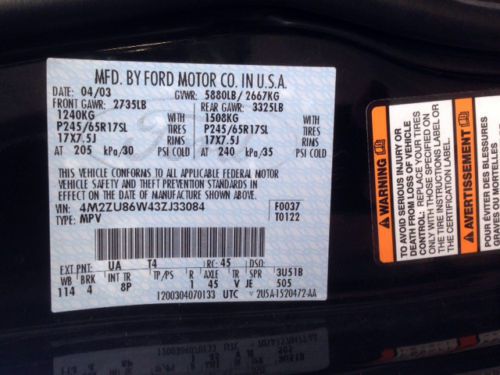 MFD. BY FORD MOTOR CO. IN U.S.A.
DATE: 04/03 GVWR: 5880LB/2667KG
FRONT GAWR: 2735LB REAR GAWR: 3325LB
1240KG WITH 1508KG WITH
P245/65R17SL TIRES P245/65R17SL TIRES
17X7.5J RIMS 17X7.5J RIMS
AT 205 kPa/30 PSI COLD AT 240 kPa/35 PSI COLD
THIS VEHICLE CONFORMS TO ALL APPLICABLE FEDERAL MOTOR
VEHICLE SAFETY AND THEFT PREVENTION STANDARDS IN
EFFECT ON THE DATE OF MANUFACTURE SHOWN ABOVE.
VIN: 4M2ZU86W43ZJ33084 F0037
TYPE: MPV T0122
EXT PNT: UA T4 RC: 45 DSO:
WB BRK INT TR TP/PS R AXLE TR SPR 3U51B
114 4 8P 1 45 V JE 505
1200304070133 UTC 2U5A-1520472-AA
WARNING
TO AVOID SERIOUS INJURY OR
DEATH FROM LOSS OF VEHICLE
CONTROL: REPLACE YOUR TIRES
ONLY WITH THOSE SPECIFIED ON
THE TIRE INSTRUCTIONS LABEL OR
THE CERTIFICATION LABEL.
AVERTISSEMENT
POUR ÉVITER DES BLESSURES
GRAVES OU MORTELLES